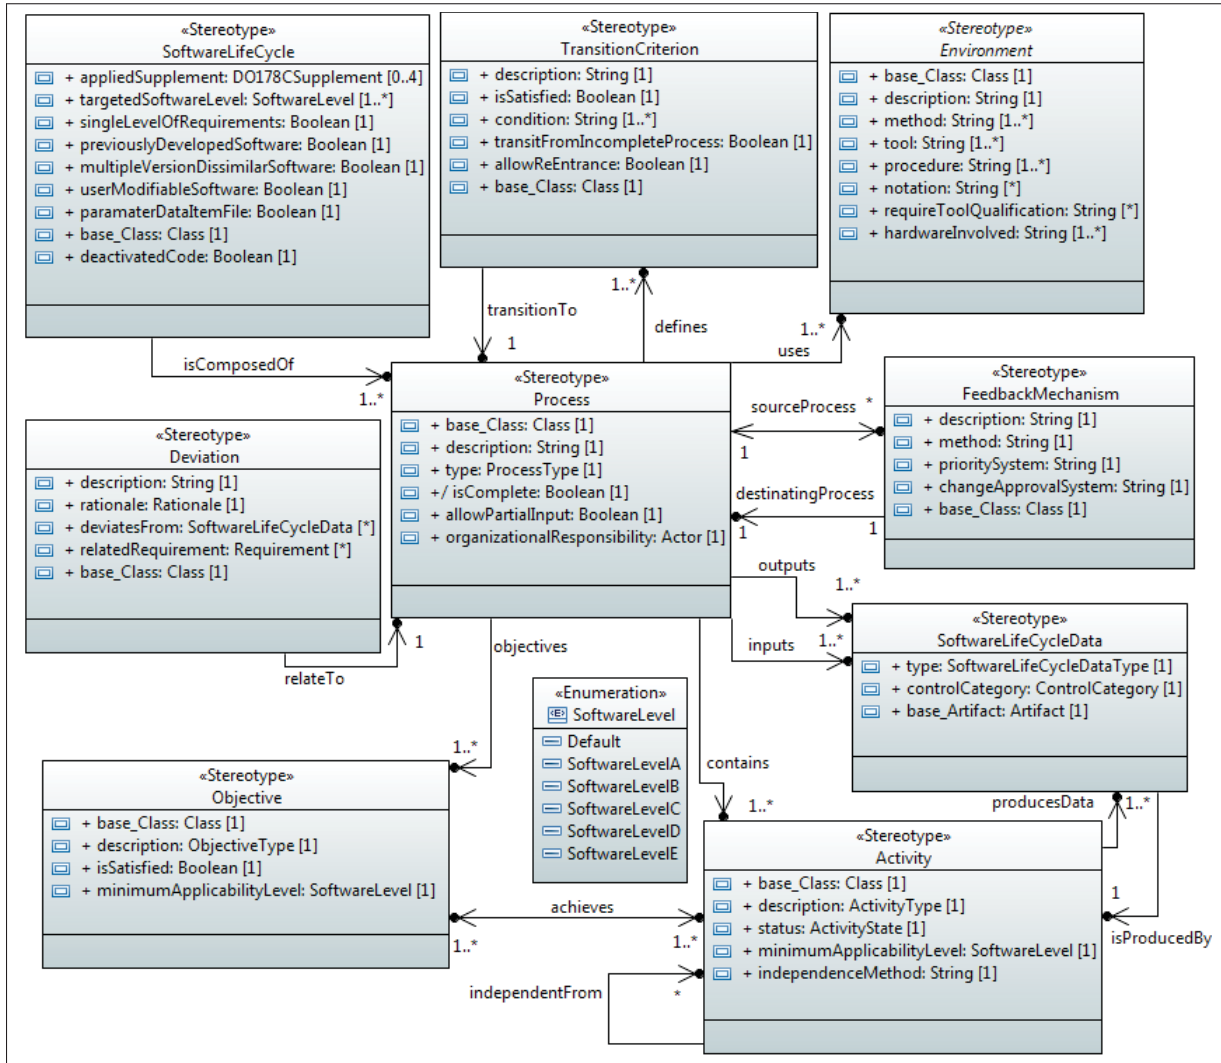 «Stereotype»
SoftwareLifeCycle
+ appliedSupplement: DO178CSupplement [0..4]
+ targetedSoftwareLevel: SoftwareLevel [1..*]
+ singleLevelOfRequirements: Boolean [1]
+ previouslyDevelopedSoftware: Boolean [1]
+ multipleVersionDissimilarSoftware: Boolean [1]
+ userModifiableSoftware: Boolean [1]
+ paramaterDataItemFile: Boolean [1]
+ base_Class: Class [1]
+ deactivatedCode: Boolean [1]
«Stereotype»
TransitionCriterion
+ description: String [1]
+ isSatisfied: Boolean [1]
+ condition: String [1..*]
+ transitFromIncompleteProcess: Boolean [1]
+ allowReEntrance: Boolean [1]
+ base_Class: Class [1]
«Stereotype»
Environment
+ base_Class: Class [1]
+ description: String [1]
+ method: String [1..*]
+ tool: String [1..*]
+ procedure: String [1..*]
+ notation: String [*]
+ requireToolQualification: String [*]
+ hardwareInvolved: String [1..*]
transitionTo
1
1..*
defines
1..*
uses
isComposedOf
1..*
«Stereotype»
Process
+ base_Class: Class [1]
+ description: String [1]
+ type: ProcessType [1]
+/ isComplete: Boolean [1]
+ allowPartialInput: Boolean [1]
+ organizationalResponsibility: Actor [1]
sourceProcess
*
1
destinatingProcess
1
1
«Stereotype»
FeedbackMechanism
+ description: String [1]
+ method: String [1]
+ prioritySystem: String [1]
+ changeApprovalSystem: String [1]
+ base_Class: Class [1]
«Stereotype»
Deviation
+ description: String [1]
+ rationale: Rationale [1]
+ deviatesFrom: SoftwareLifeCycleData [*]
+ relatedRequirement: Requirement [*]
+ base_Class: Class [1]
relateTo
1
outputs
1..*
inputs
1..*
«Stereotype»
SoftwareLifeCycleData
+ type: SoftwareLifeCycleDataType [1]
+ controlCategory: ControlCategory [1]
+ base_Artifact: Artifact [1]
objectives
1..*
«Enumeration»
SoftwareLevel
Default
SoftwareLevelA
SoftwareLevelB
SoftwareLevelC
SoftwareLevelD
SoftwareLevelE
contains
1..*
producesData
1..*
1
isProducedBy
«Stereotype»
Objective
+ base_Class: Class [1]
+ description: ObjectiveType [1]
+ isSatisfied: Boolean [1]
+ minimumApplicabilityLevel: SoftwareLevel [1]
achieves
1..*
1..*
«Stereotype»
Activity
+ base_Class: Class [1]
+ description: ActivityType [1]
+ status: ActivityState [1]
+ minimumApplicabilityLevel: SoftwareLevel [1]
+ independenceMethod: String [1]
independentFrom
*